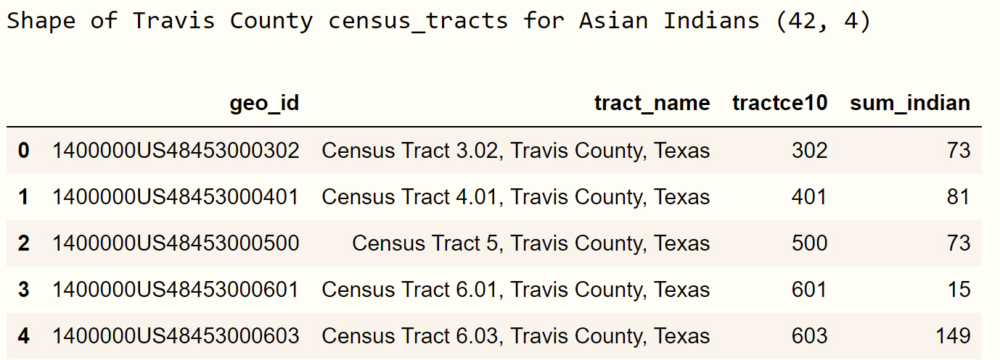 Shape of Travis County census_tracts for Asian Indians (42, 4)
geo_id tract_name tractce10 sum_indian
0 1400000US48453000302 Census Tract 3.02, Travis County, Texas 302 73
1 1400000US48453000401 Census Tract 4.01, Travis County, Texas 401 81
2 1400000US48453000500 Census Tract 5, Travis County, Texas 500 73
3 1400000US48453000601 Census Tract 6.01, Travis County, Texas 601 15
4 1400000US48453000603 Census Tract 6.03, Travis County, Texas 603 149